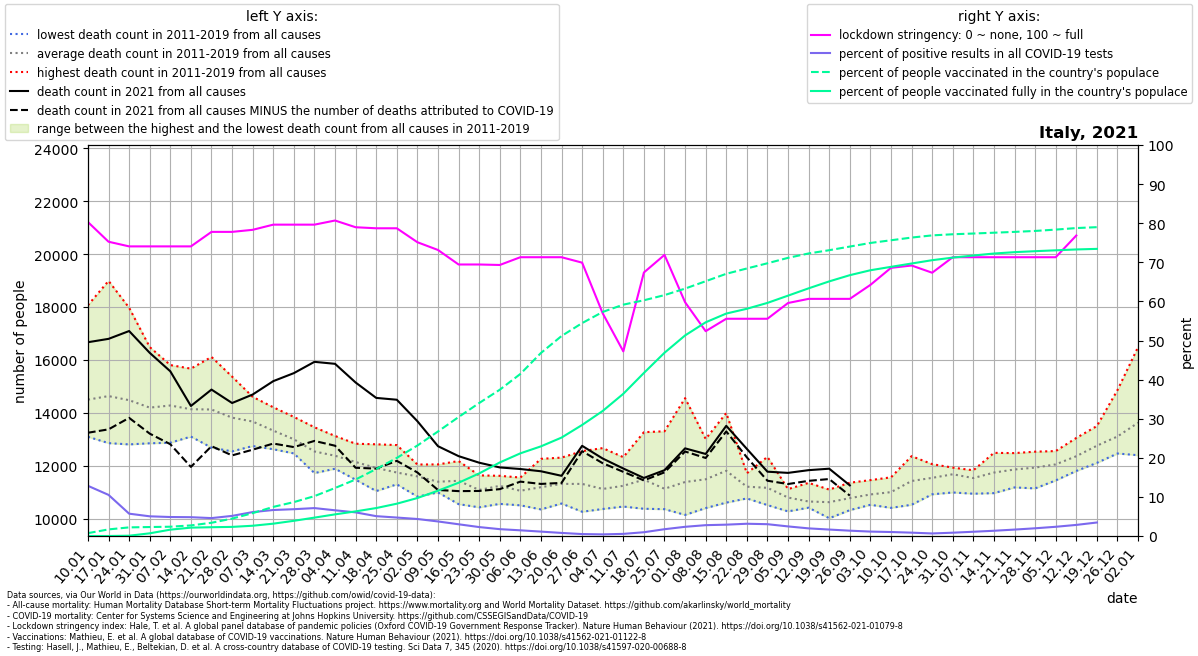 left Y axis:
lowest death count in 2011-2019 from all causes
average death count in 2011-2019 from all causes
highest death count in 2011-2019 from all causes
death count in 2021 from all causes
death count in 2021 from all causes MINUS the number of deaths attributed to COVID-19
range between the highest and the lowest death count from all causes in 2011-2019
right Y axis:
lockdown stringency: 0 ~ none, 100 ~ full
percent of positive results in all COVID-19 tests
percent of people vaccinated in the country's populace
percent of people vaccinated fully in the country's populace
Italy, 2021
number of people
24000
22000
20000
18000
16000
14000
12000
10000
100
90
80
70
60
50
40
30
20
10
0
percent
10.01 17.01 24.01 31.01 07.02 14.02 21.02 28.02 07.03 14.03 21.03 28.03 04.04 11.04 18.04 25.04 02.05 09.05 16.05 23.05 30.05 06.06 13.06 20.06 27.06 04.07 11.07 18.07 25.07 01.08 08.08 15.08 22.08 29.08 05.09 12.09 19.09 26.09 03.10 10.10 17.10 24.10 31.10 07.11 14.11 21.11 28.11 05.12 12.12 19.12 26.12 02.01
date
Data sources, via Our World in Data (https://ourworldindata.org, https://github.com/owid/covid-19-data):
- All-cause mortality: Human Mortality Database Short-term Mortality Fluctuations project. https://www.mortality.org and World Mortality Dataset. https://github.com/akarlinsky/world_mortality
- COVID-19 mortality: Center for Systems Science and Engineering at Johns Hopkins University. https://github.com/CSSEGISandData/COVID-19
- Lockdown stringency index: Hale, T. et al. A global panel database of pandemic policies (Oxford COVID-19 Government Response Tracker). Nature Human Behaviour (2021). https://doi.org/10.1038/s41562-021-01079-8
- Vaccinations: Mathieu, E. et al. A global database of COVID-19 vaccinations. Nature Human Behaviour (2021). https://doi.org/10.1038/s41562-021-01122-8
- Testing: Hasell, J., Mathieu, E., Beltekian, D. et al. A cross-country database of COVID-19 testing. Sci Data 7, 345 (2020). https://doi.org/10.1038/s41597-020-00688-8